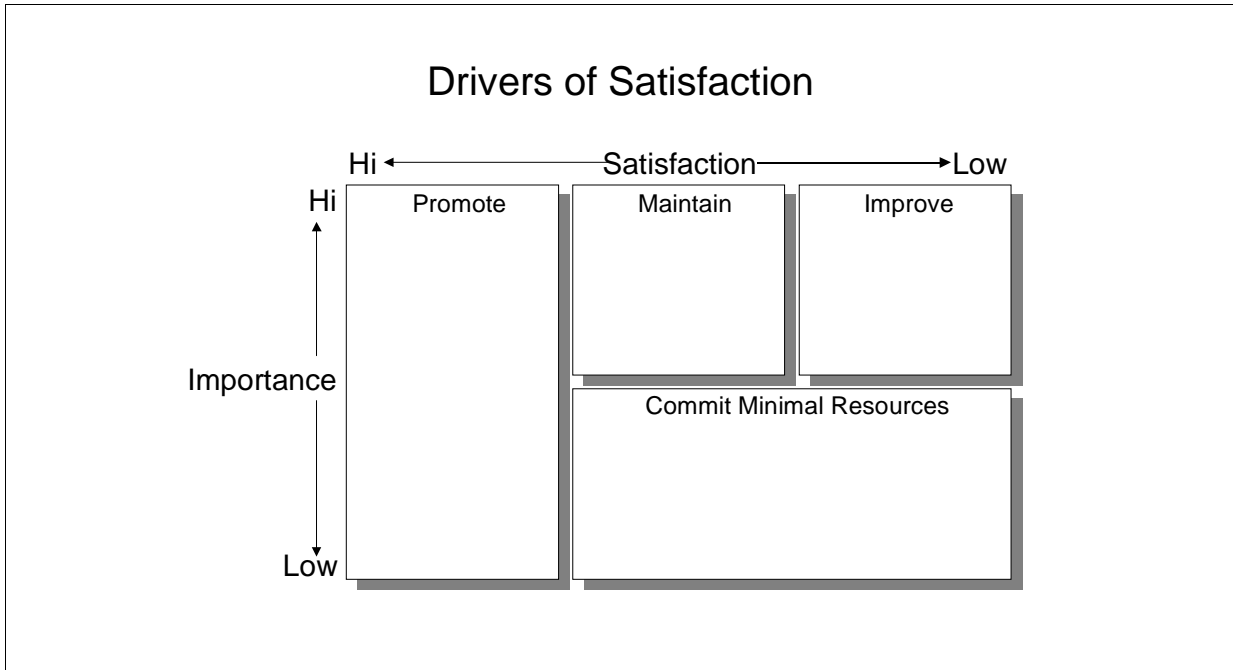 Drivers of Satisfaction
Hi Satisfaction Low
Hi
Promote Maintain Improve
Importance
Commit Minimal Resources
Low